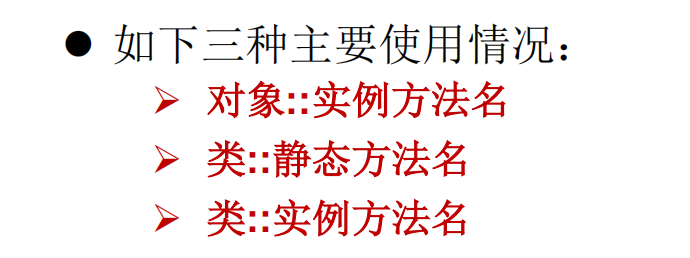 ● 如下三种主要使用情况：
➢ 对象::实例方法名
➢ 类::静态方法名
➢ 类::实例方法名